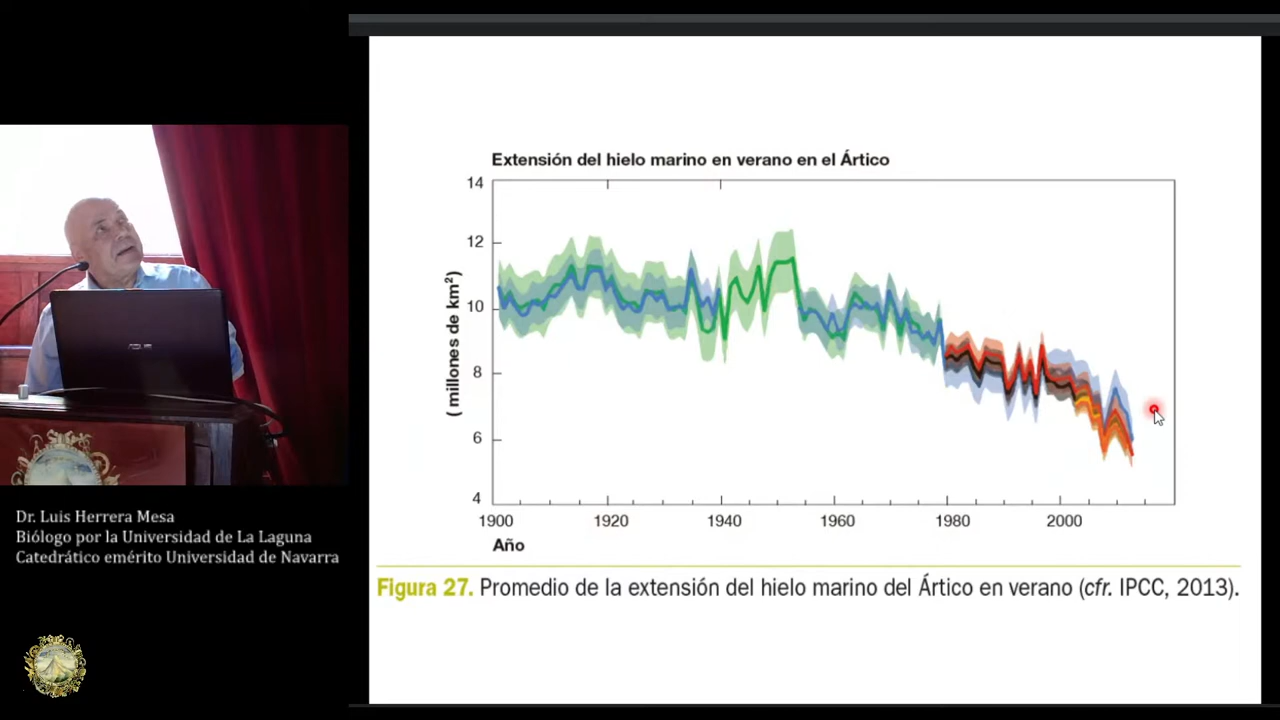 Extensión del hielo marino en verano en el Ártico
14
12
10
8
6
4
(millones de km²)
1900 1920 1940 1960 1980 2000
Año
Figura 27. Promedio de la extensión del hielo marino del Ártico en verano (cfr. IPCC, 2013).
ASUS
Dr. Luis Herrera Mesa
Biólogo por la Universidad de La Laguna
Catedrático emérito Universidad de Navarra